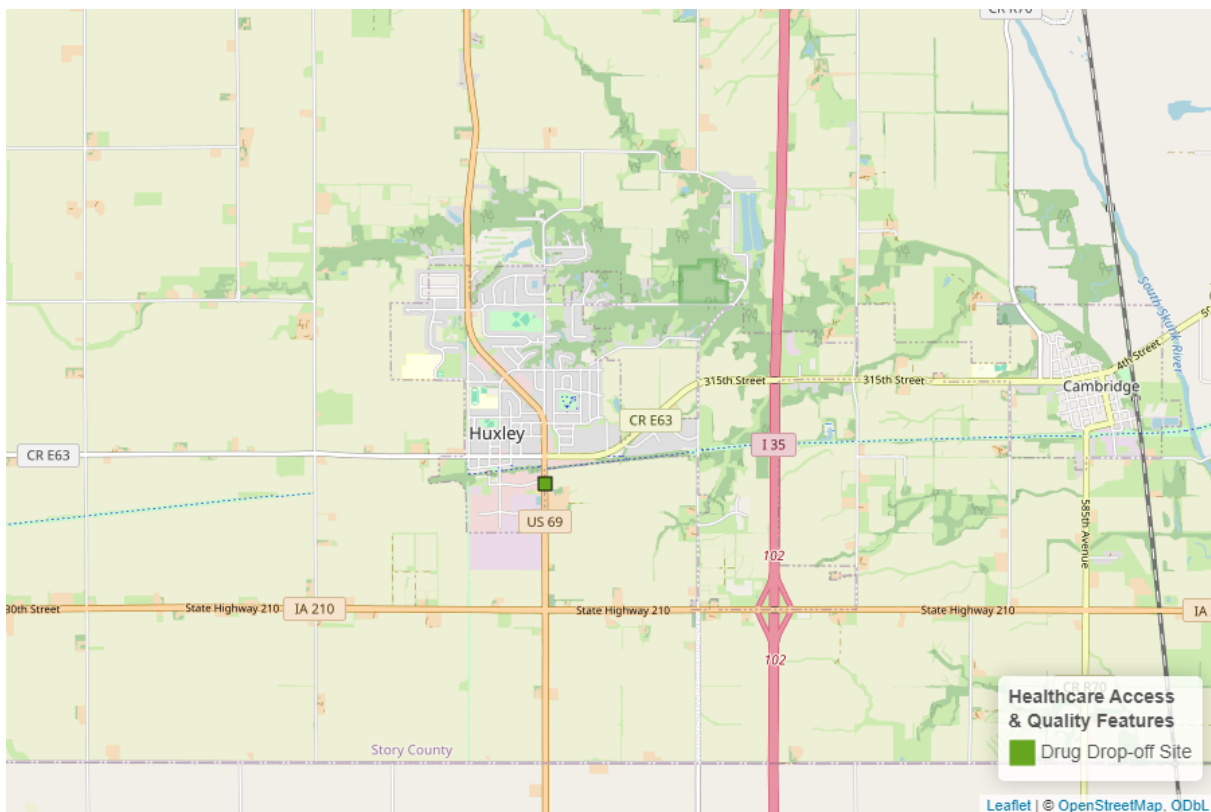 CR R70
South Skunk River
5t
4th Street
315th Street
315th Street
Cambridge
CR E63
Huxley
I 35
CR E63
US 69
585th Avenue
102
30th Street
State Highway 210
IA 210
State Highway 210
State Highway 210
IA
102
CR R70
Story County
Healthcare Access
& Quality Features
Drug Drop-off Site
Leaflet | © OpenStreetMap, ODbL